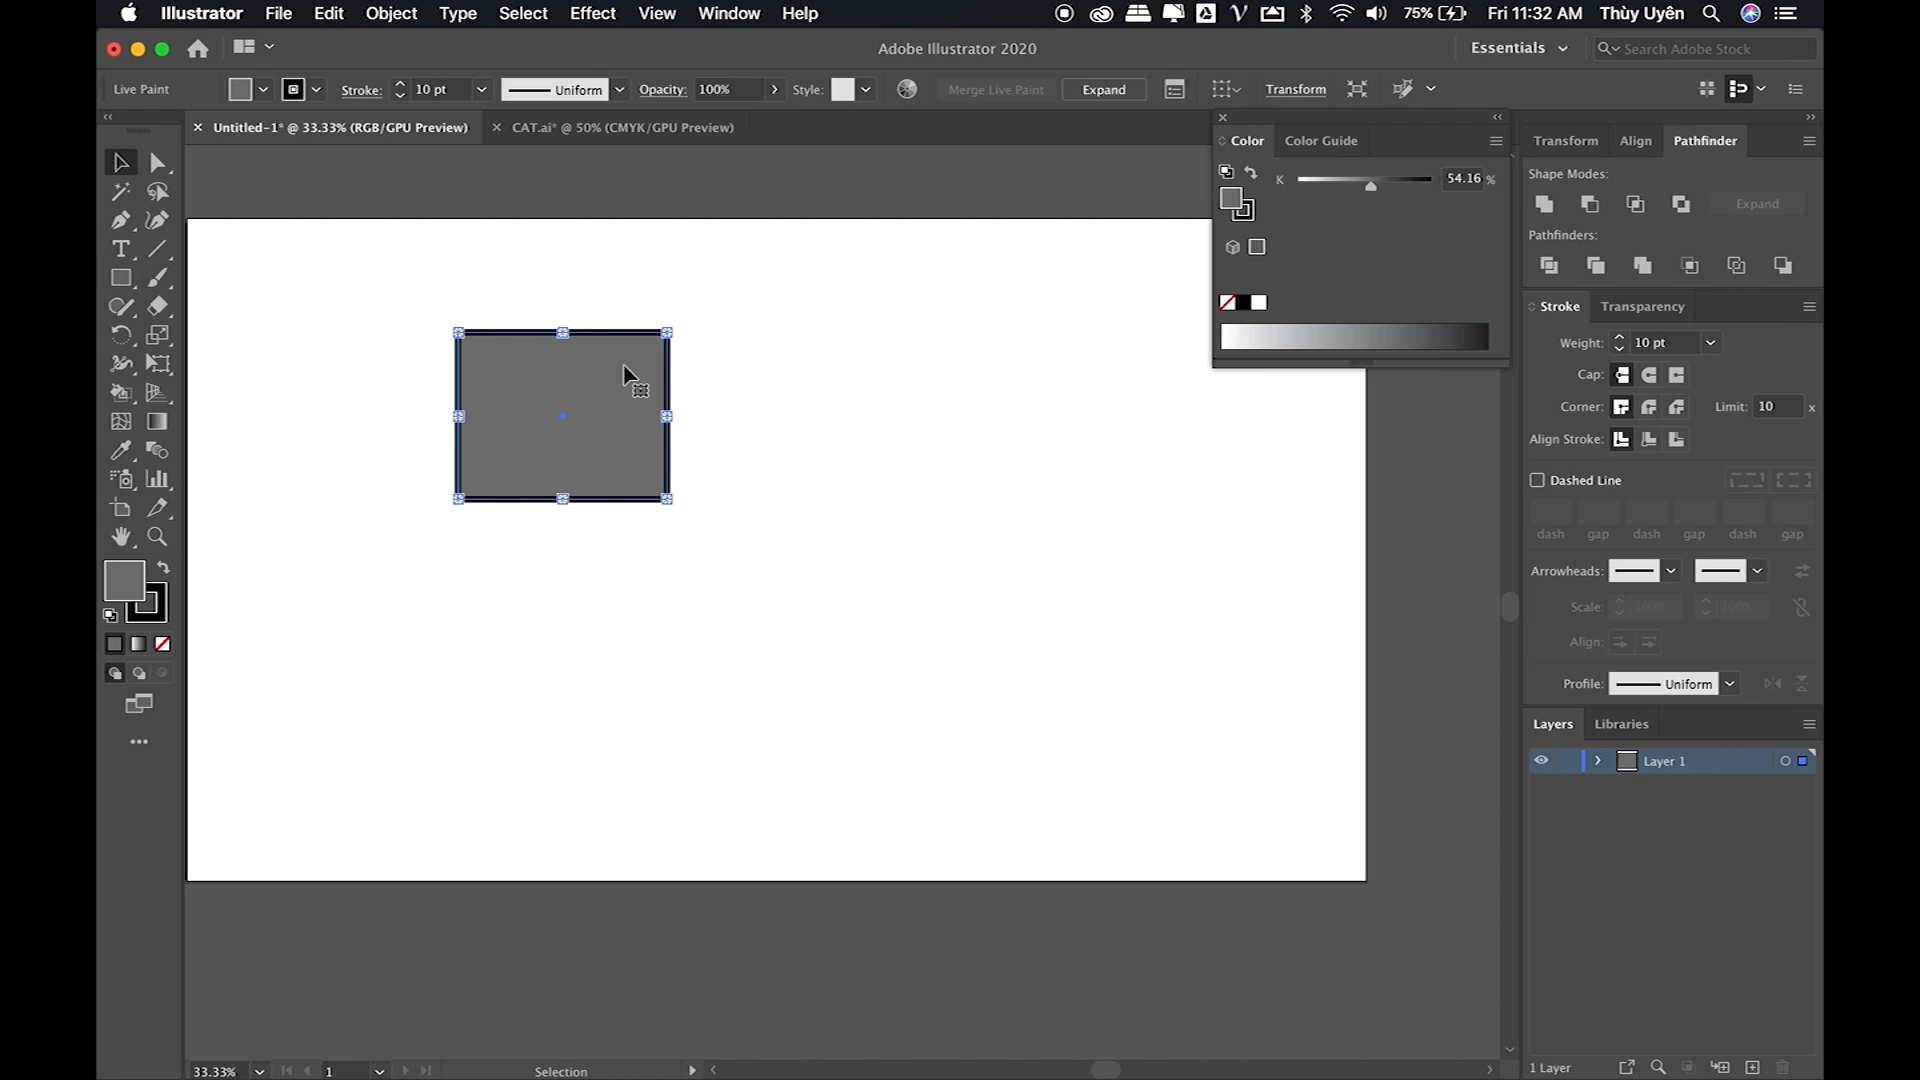 Illustrator File Edit Object Type Select Effect View Window Help 75% Fri 11:32 AM Thùy Uyên
Adobe Illustrator 2020 Essentials Search Adobe Stock
Live Paint Stroke: 10 pt Uniform Opacity: 100% Style: Merge Live Paint Expand Transform
Untitled-1* @ 33.33% (RGB/GPU Preview) CAT.ai* @ 50% (CMYK/GPU Preview)
Color Color Guide
K 54.16 %
Transform Align Pathfinder
Shape Modes:
Expand
Pathfinders:
Stroke Transparency
Weight: 10 pt
Cap:
Corner: Limit: 10 x
Align Stroke:
Dashed Line
dash gap dash gap dash gap
Arrowheads:
Scale: 100% 100%
Align:
Profile: Uniform
Layers Libraries
Layer 1
1 Layer
33.33% 1 Selection